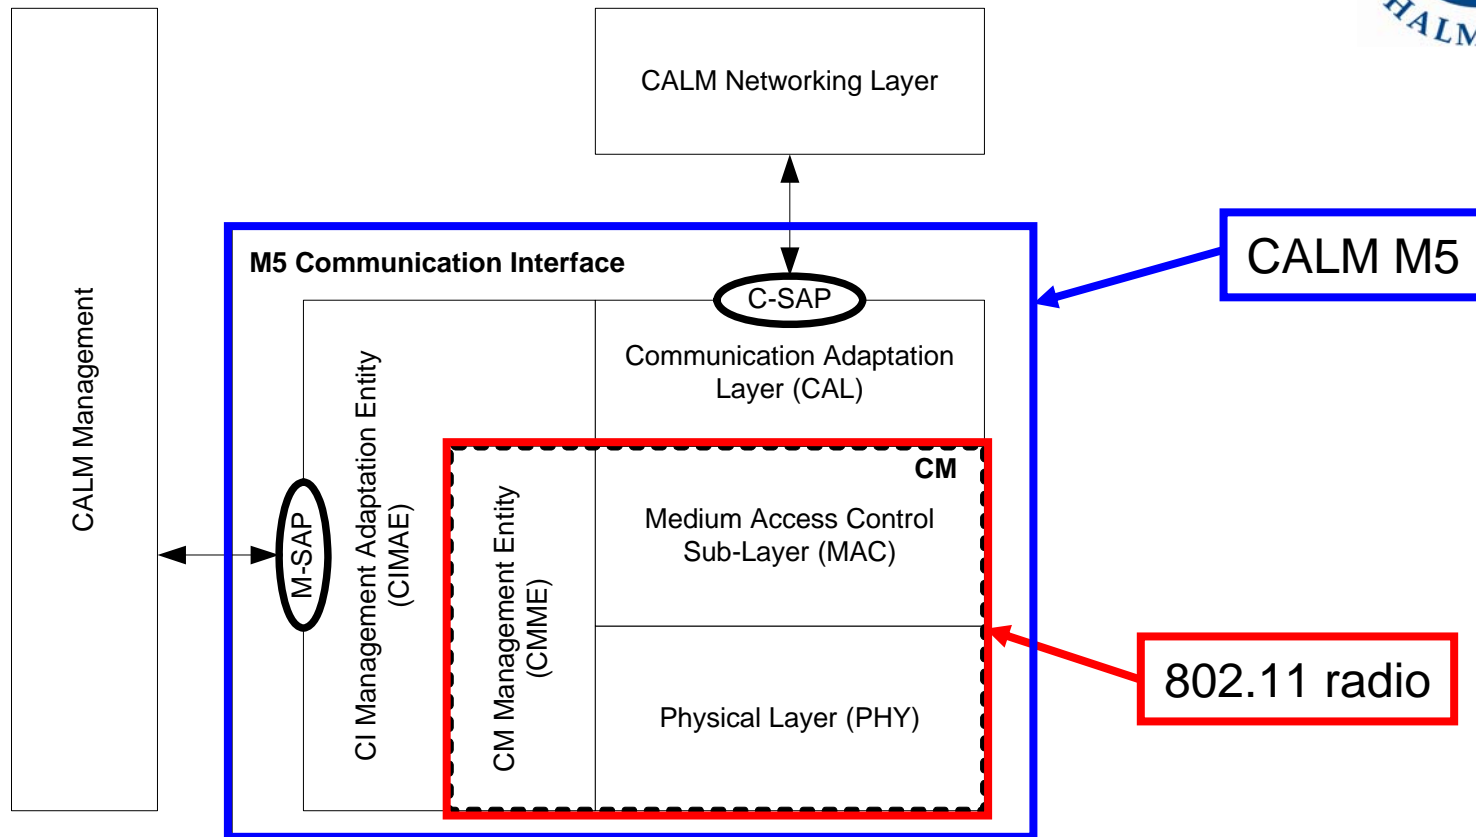 HALM
CALM Networking Layer
CALM Management
M5 Communication Interface
CALM M5
C-SAP
Communication Adaptation
Layer (CAL)
M-SAP
CI Management Adaptation Entity
(CIMAE)
CM Management Entity
(CMME)
CM
Medium Access Control
Sub-Layer (MAC)
802.11 radio
Physical Layer (PHY)